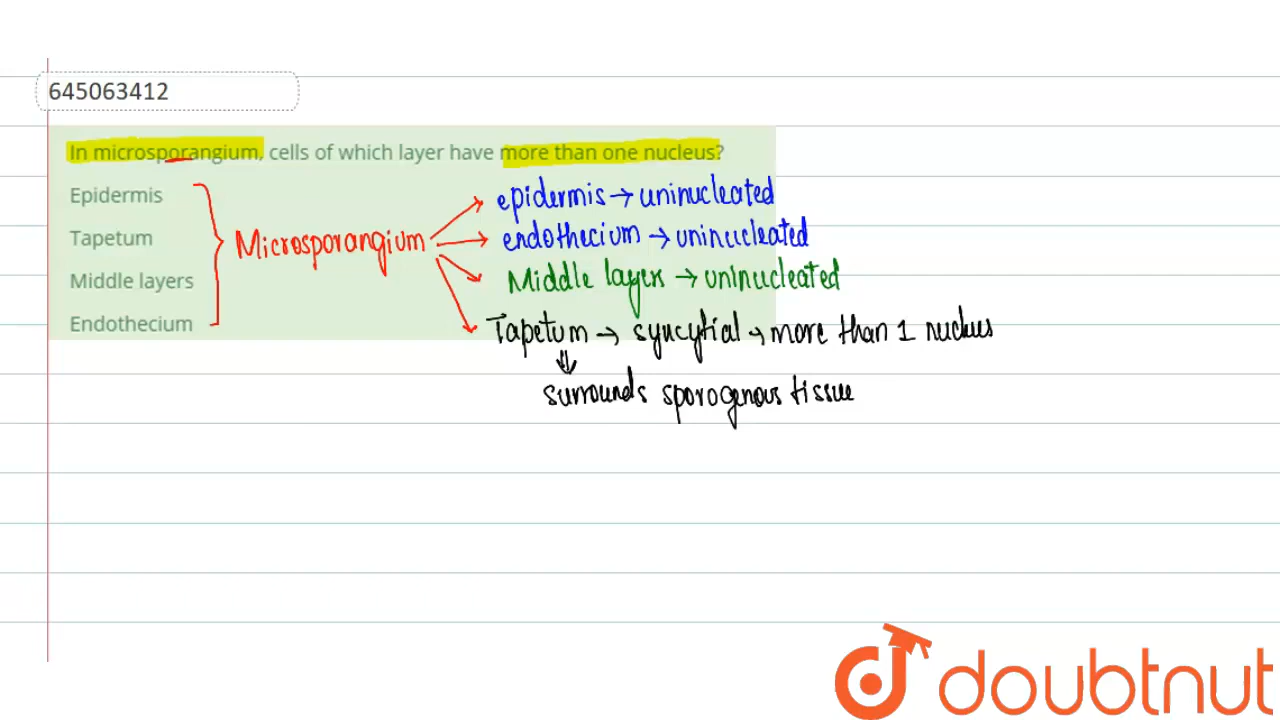 645063412
In microsporangium, cells of which layer have more than one nucleus?
Epidermis
Tapetum
Middle layers
Endothecium
Microsporangium
epidermis → uninucleated
endothecium → uninucleated
Middle layers → uninucleated
Tapetum → syncytial → more than 1 nucleus
surrounds sporogenous tissue
doubtnut